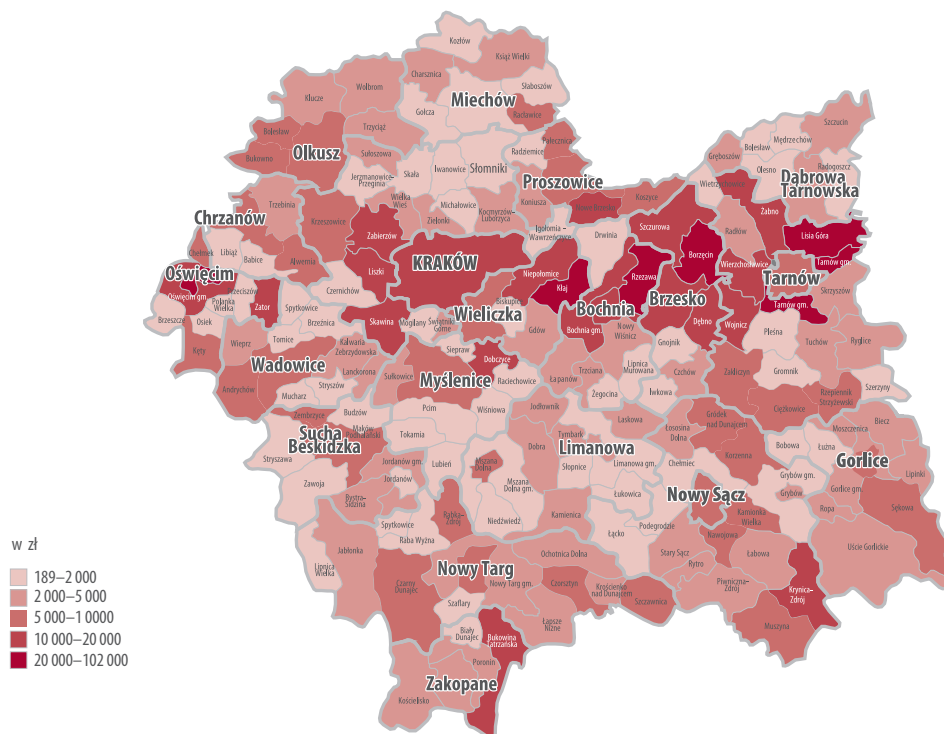 Kozłów
Książ Wielki
Charsznica
Wolbrom
Klucze
Słaboszów
Miechów
Gołcza
Racławice
Trzyciąż
Bolesław
Olkusz
Bukowno
Sułoszowa
Pałecznica
Radziemice
Słomniki
Iwanowice
Skała
Jerzmanowice-
Przeginia
Proszowice
Szczucin
Mędrzechów
Bolesław
Gręboszów
Olesno
Radogoszcz
Dąbrowa
Tarnowska
Wietrzychowice
Koszyce
Koniusza
Michałowice
Wielka
Wieś
Zielonki
Kocmyrzów-
Luborzyca
Igołomia –
Wawrzeńczyce
Drwinia
Szczurowa
Radłów
Żabno
Lisia Góra
Tarnów gm.
Trzebinia
Chrzanów
Krzeszowice
Zabierzów
Chełmek
Libiąż
Babice
Alwernia
Liszki
KRAKÓW
Niepołomice
Kłaj
Rzezawa
Borzęcin
Wierzchosławice
Tarnów
Skrzyszów
Oświęcim
Oświęcim gm.
Przeciszów
Polanka
Wielka
Zator
Czernichów
Spytkowice
Brzeźnica
Skawina
Mogilany
Świątniki
Górne
Wieliczka
Biskupice
Bochnia
Bochnia gm.
Brzesko
Dębno
Wojnicz
Tarnów gm.
Pleśna
Tuchów
Ryglice
Brzeszcze
Osiek
Kęty
Wieprz
Tomice
Wadowice
Kalwaria
Zebrzydowska
Lanckorona
Stryszów
Mucharz
Andrychów
Sułkowice
Myślenice
Siepraw
Dobczyce
Raciechowice
Gdów
Łapanów
Trzciana
Żegocina
Nowy
Wiśnicz
Lipnica
Murowana
Gnojnik
Iwkowa
Czchów
Zakliczyn
Gromnik
Szerzyny
Rzepiennik
Strzyżewski
Ciężkowice
Zembrzyce
Budzów
Sucha
Beskidzka
Maków
Podhalański
Stryszawa
Zawoja
Pcim
Tokarnia
Lubień
Wiśniowa
Jodłownik
Dobra
Tymbark
Limanowa
Słopnice
Limanowa gm.
Laskowa
Łososina
Dolna
Gródek
nad Dunajcem
Korzenna
Chełmiec
Bobowa
Łużna
Moszczenica
Biecz
Gorlice
Grybów gm.
Grybów
Gorlice gm.
Lipinki
Ropa
Sękowa
Uście Gorlickie
Jordanów gm.
Jordanów
Bystra-
Sidzina
Mszana
Dolna
Mszana
Dolna gm.
Niedźwiedź
Kamienica
Łukowica
Łącko
Podegrodzie
Nowy Sącz
Kamionka
Wielka
Nawojowa
Łabowa
Stary Sącz
Rytro
Piwniczna-
Zdrój
Krynica-
Zdrój
Muszyna
Spytkowice
Rabka-
Zdrój
Raba Wyżna
Jabłonka
Lipnica
Wielka
Czarny
Dunajec
Nowy Targ
Nowy Targ gm.
Szaflary
Biały
Dunajec
Ochotnica Dolna
Czorsztyn
Krościenko
nad Dunajcem
Szczawnica
Łapsze
Niżne
Bukowina
Tatrzańska
Poronin
Zakopane
Kościelisko
w zł
189–2 000
2 000–5 000
5 000–1 0000
10 000–20 000
20 000–102 000